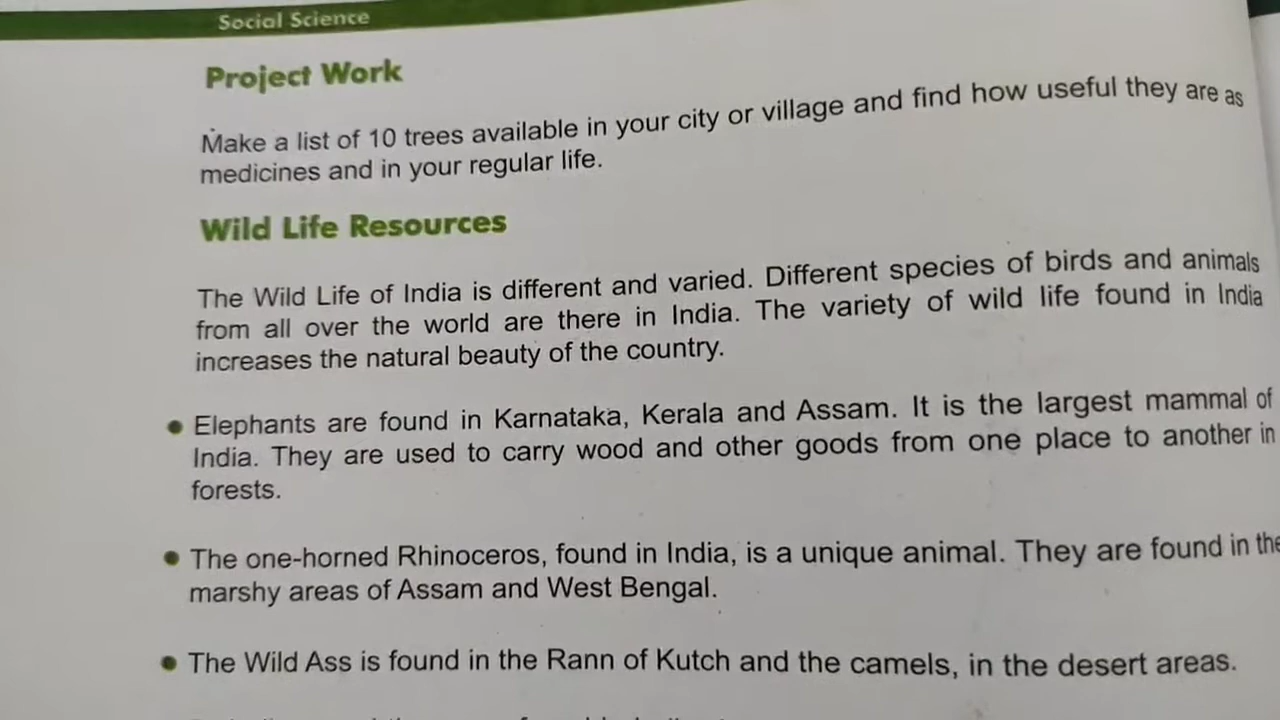 Social Science
Project Work
Make a list of 10 trees available in your city or village and find how useful they are as
medicines and in your regular life.
Wild Life Resources
The Wild Life of India is different and varied. Different species of birds and animals
from all over the world are there in India. The variety of wild life found in India
increases the natural beauty of the country.
• Elephants are found in Karnataka, Kerala and Assam. It is the largest mammal of
India. They are used to carry wood and other goods from one place to another in
forests.
• The one-horned Rhinoceros, found in India, is a unique animal. They are found in the
marshy areas of Assam and West Bengal.
• The Wild Ass is found in the Rann of Kutch and the camels, in the desert areas.